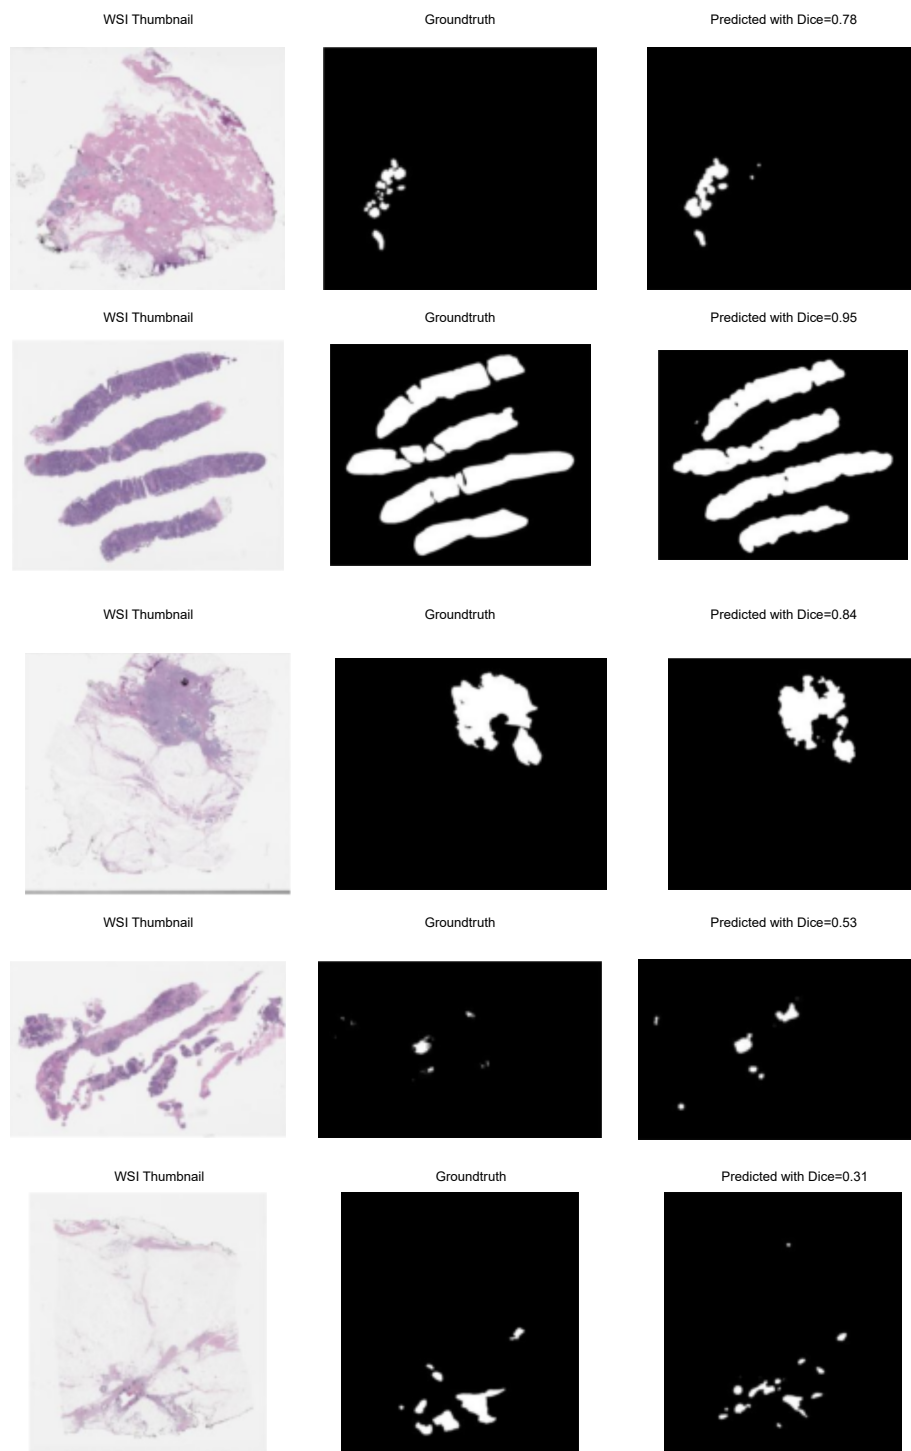 WSI Thumbnail Groundtruth Predicted with Dice=0.78
WSI Thumbnail Groundtruth Predicted with Dice=0.95
WSI Thumbnail Groundtruth Predicted with Dice=0.84
WSI Thumbnail Groundtruth Predicted with Dice=0.53
WSI Thumbnail Groundtruth Predicted with Dice=0.31